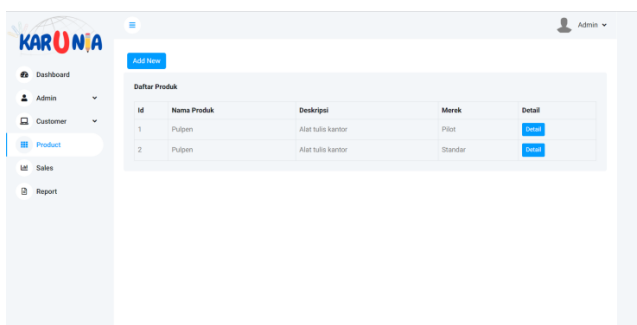 KARUNIA
Admin
Dashboard
Admin
Customer
Product
Sales
Report
Add New
Daftar Produk
Id Nama Produk Deskripsi Merek Detail
1 Pulpen Alat tulis kantor Pilot Detail
2 Pulpen Alat tulis kantor Standar Detail